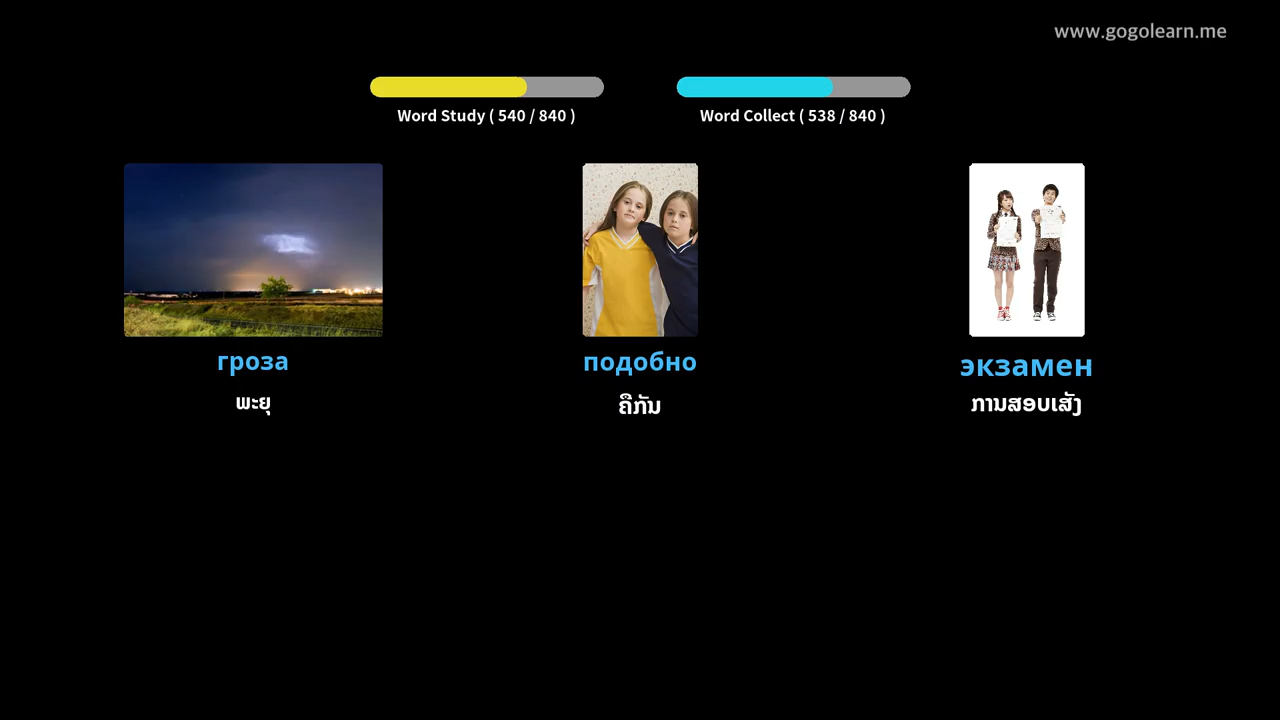 www.gogolearn.me
Word Study ( 540 / 840 )
Word Collect ( 538 / 840 )
гроза
подобно
экзамен
ພະຍຸ
ຄືກັນ
ການສອບເສັງ